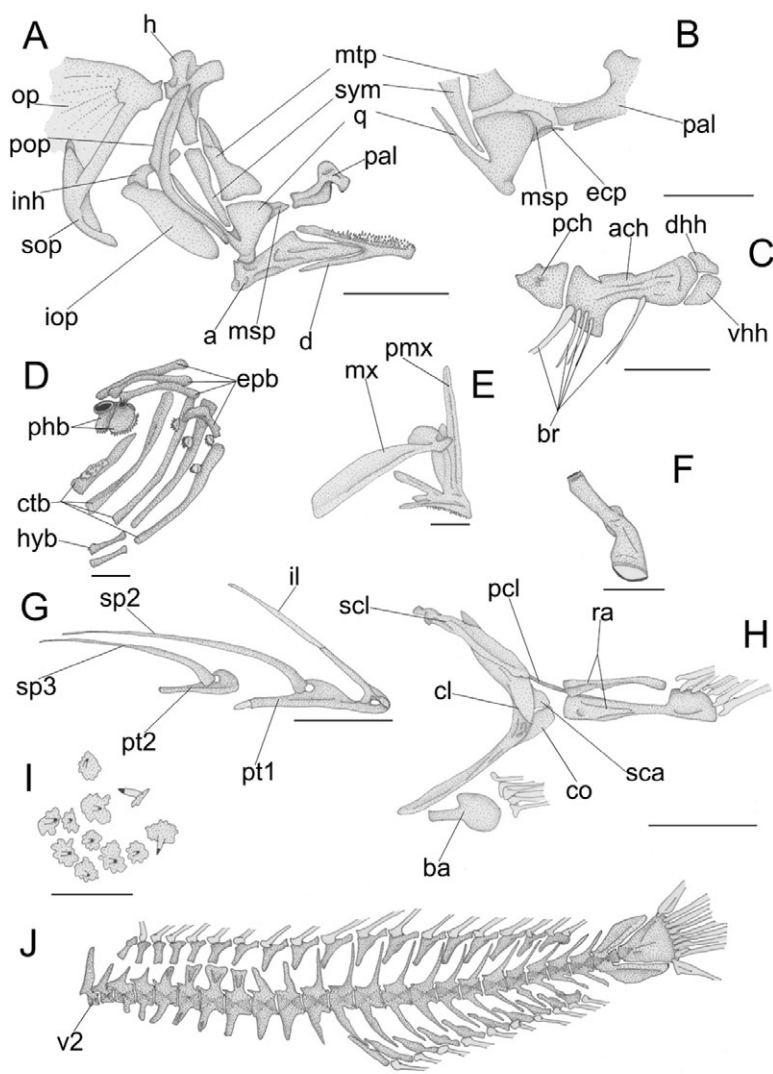 A
h
op
pop
inh
sop
iop
mtp
sym
q
pal
a
msp
d
B
pal
msp
ecp
C
pch
ach
dhh
vhh
br
D
epb
phb
ctb
hyb
E
pmx
mx
F
G
sp2
il
sp3
pt2
pt1
H
scl
pcl
ra
cl
sca
co
ba
I
J
v2